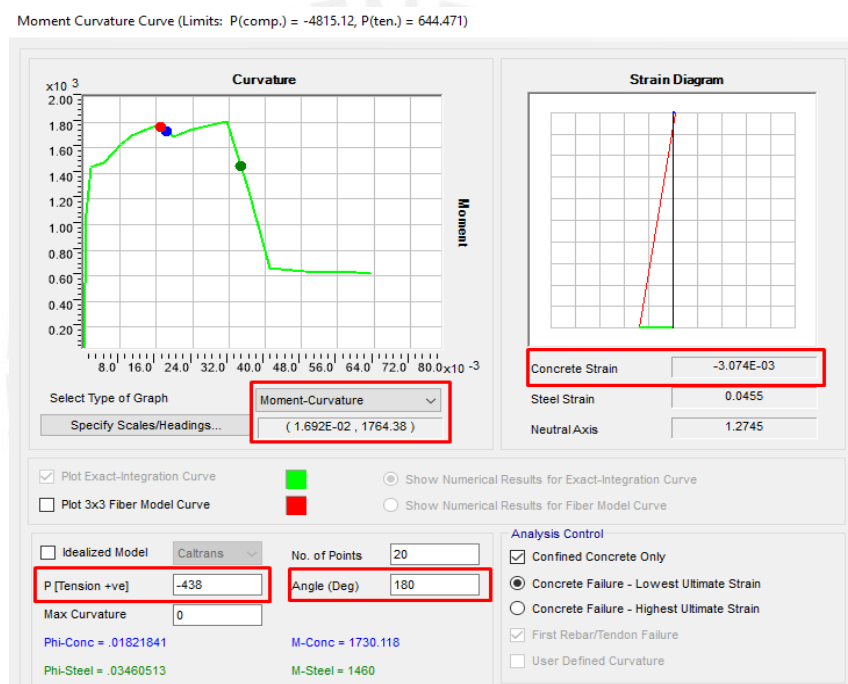 Moment Curvature Curve (Limits: P(comp.) = -4815.12, P(ten.) = 644.471)
Curvature
x10 3
2.00
1.80
1.60
1.40
1.20
1.00
0.80
0.60
0.40
0.20
Moment
8.0 16.0 24.0 32.0 40.0 48.0 56.0 64.0 72.0 80.0 x10 -3
Select Type of Graph Moment-Curvature
Specify Scales/Headings... ( 1.692E-02 , 1764.38 )
Strain Diagram
Concrete Strain -3.074E-03
Steel Strain 0.0455
Neutral Axis 1.2745
Plot Exact-Integration Curve Show Numerical Results for Exact-Integration Curve
Plot 3x3 Fiber Model Curve Show Numerical Results for Fiber Model Curve
Idealized Model Caltrans No. of Points 20
P [Tension +ve] -438 Angle (Deg) 180
Max Curvature 0
Phi-Conc = .01821841 M-Conc = 1730.118
Phi-Steel = .03460513 M-Steel = 1460
Analysis Control
Confined Concrete Only
Concrete Failure - Lowest Ultimate Strain
Concrete Failure - Highest Ultimate Strain
First Rebar/Tendon Failure
User Defined Curvature